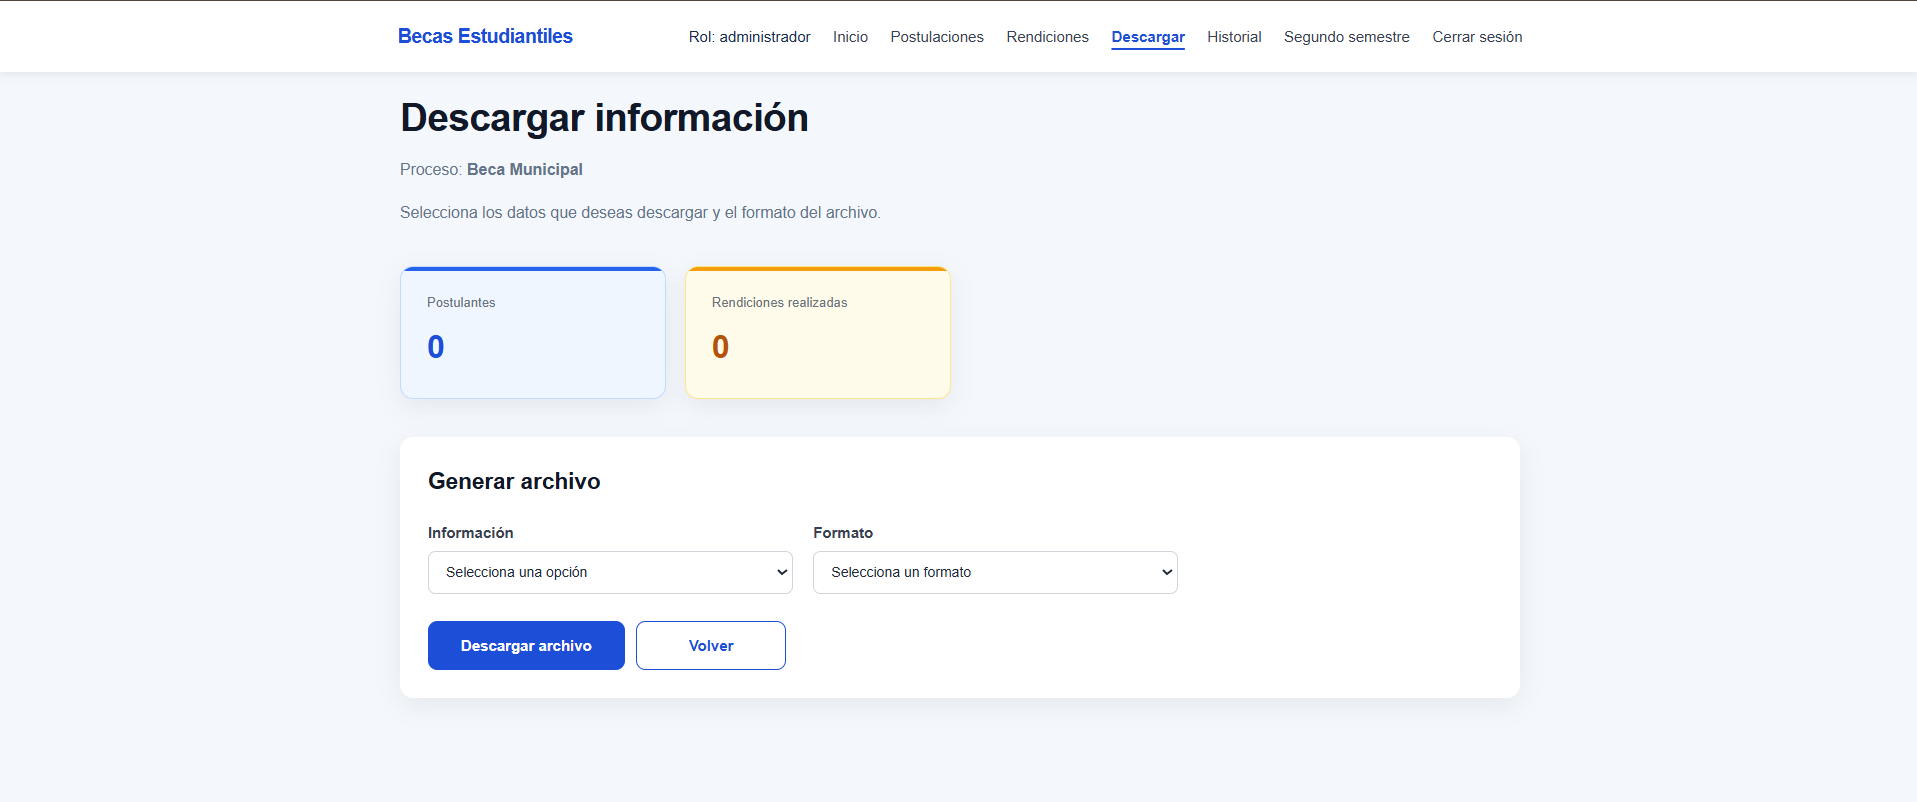 Becas Estudiantiles
Rol: administrador Inicio Postulaciones Rendiciones Descargar Historial Segundo semestre Cerrar sesión
Descargar información
Proceso: Beca Municipal
Selecciona los datos que deseas descargar y el formato del archivo.
Postulantes
0
Rendiciones realizadas
0
Generar archivo
Información
Selecciona una opción
Formato
Selecciona un formato
Descargar archivo
Volver